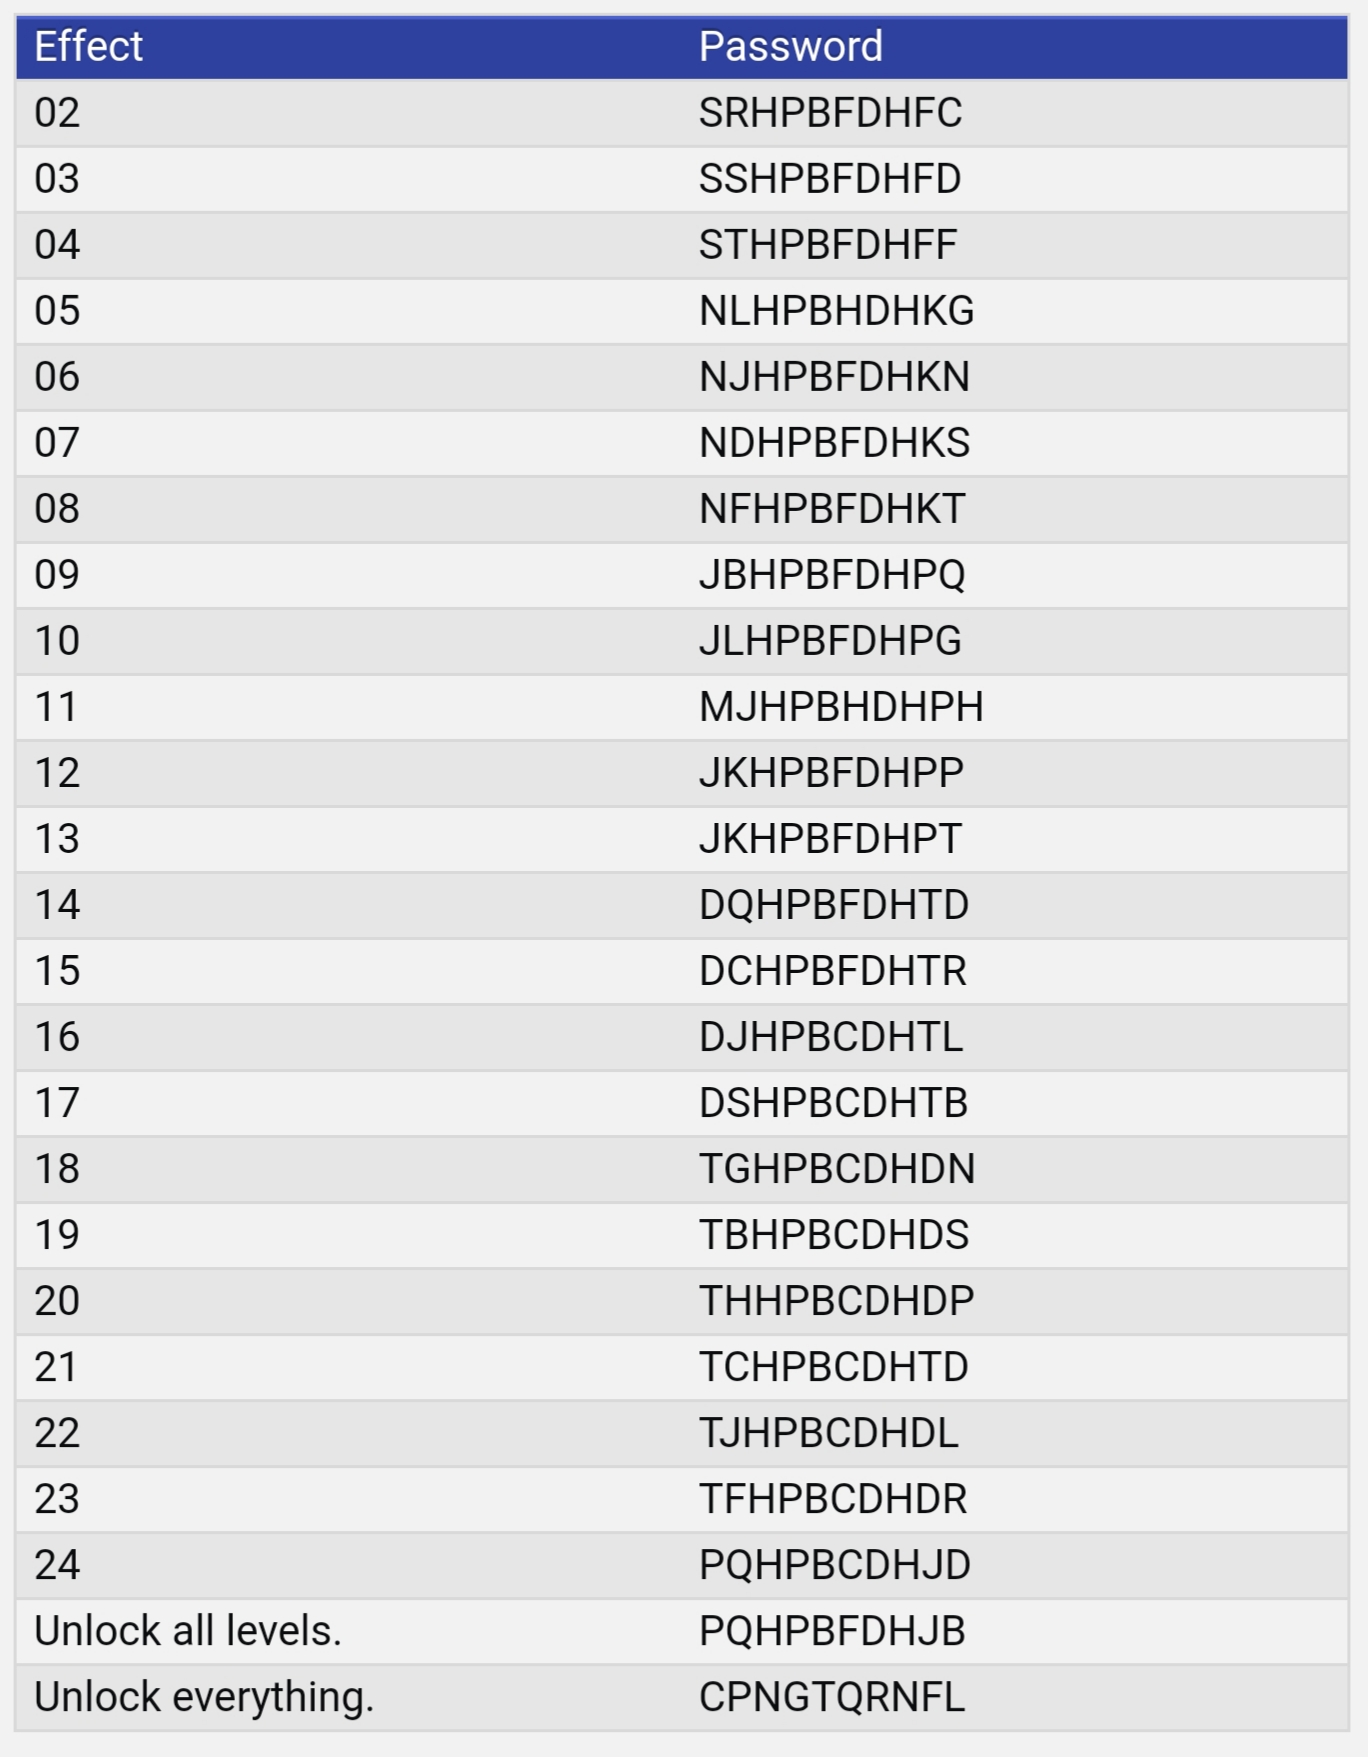 Effect Password
02 SRHPBFDHFC
03 SSHPBFDHFD
04 STHPBFDHFF
05 NLHPBHDHKG
06 NJHPBFDHKN
07 NDHPBFDHKS
08 NFHPBFDHKT
09 JBHPBFDHPQ
10 JLHPBFDHPG
11 MJHPBHDHPH
12 JKHPBFDHPP
13 JKHPBFDHPT
14 DQHPBFDHTD
15 DCHPBFDHTR
16 DJHPBCDHTL
17 DSHPBCDHTB
18 TGHPBCDHDN
19 TBHPBCDHDS
20 THHPBCDHDP
21 TCHPBCDHTD
22 TJHPBCDHDL
23 TFHPBCDHDR
24 PQHPBCDHJD
Unlock all levels. PQHPBFDHJB
Unlock everything. CPNGTQRNFL